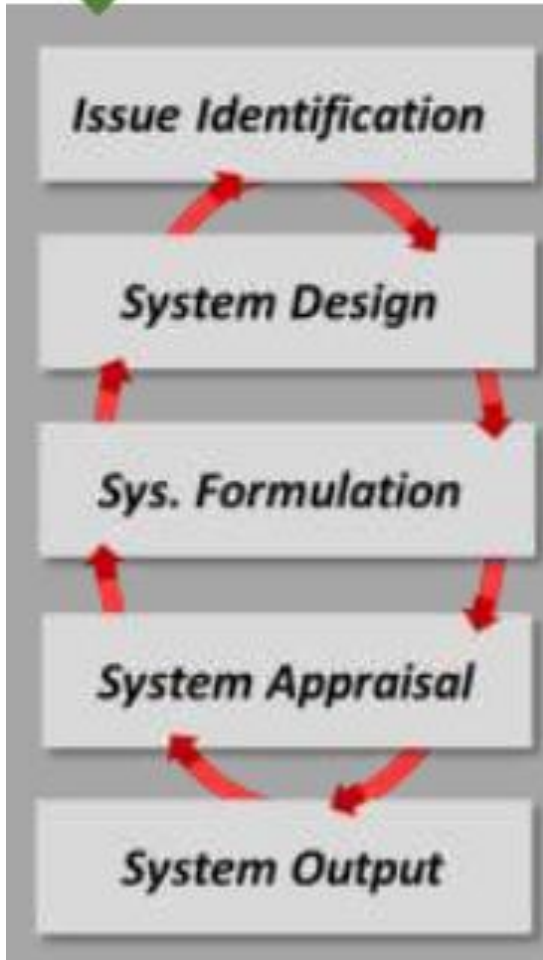 Issue Identification
System Design
Sys. Formulation
System Appraisal
System Output